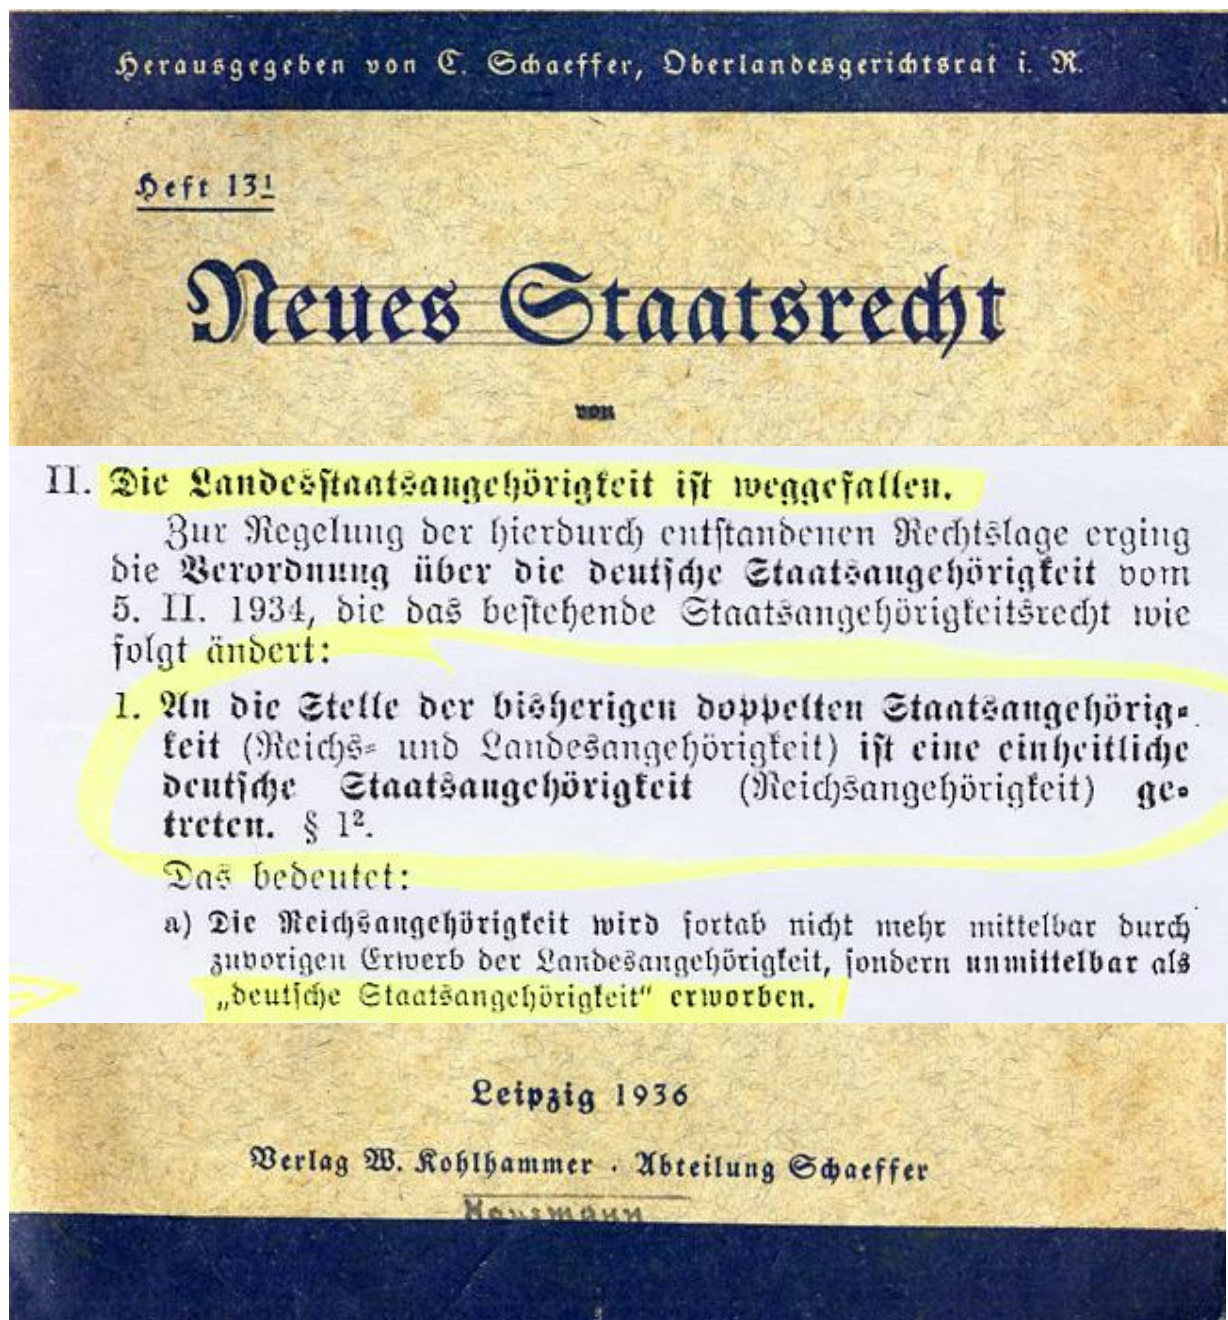 Herausgegeben von C. Schaeffer, Oberlandesgerichtsrat i. R.
Heft 13¹
Neues Staatsrecht
von
II. Die Landesstaatsangehörigkeit ist weggefallen.
Zur Regelung der hierdurch entstandenen Rechtslage erging
die Verordnung über die deutsche Staatsangehörigkeit vom
5. II. 1934, die das bestehende Staatsangehörigkeitsrecht wie
folgt ändert:
1. An die Stelle der bisherigen doppelten Staatsangehörig-
keit (Reichs- und Landesangehörigkeit) ist eine einheitliche
deutsche Staatsangehörigkeit (Reichsangehörigkeit) ge-
treten. § 1².
Das bedeutet:
a) Die Reichsangehörigkeit wird fortab nicht mehr mittelbar durch
zuvorigen Erwerb der Landesangehörigkeit, sondern unmittelbar als
„deutsche Staatsangehörigkeit“ erworben.
Leipzig 1936
Verlag W. Kohlhammer · Abteilung Schaeffer